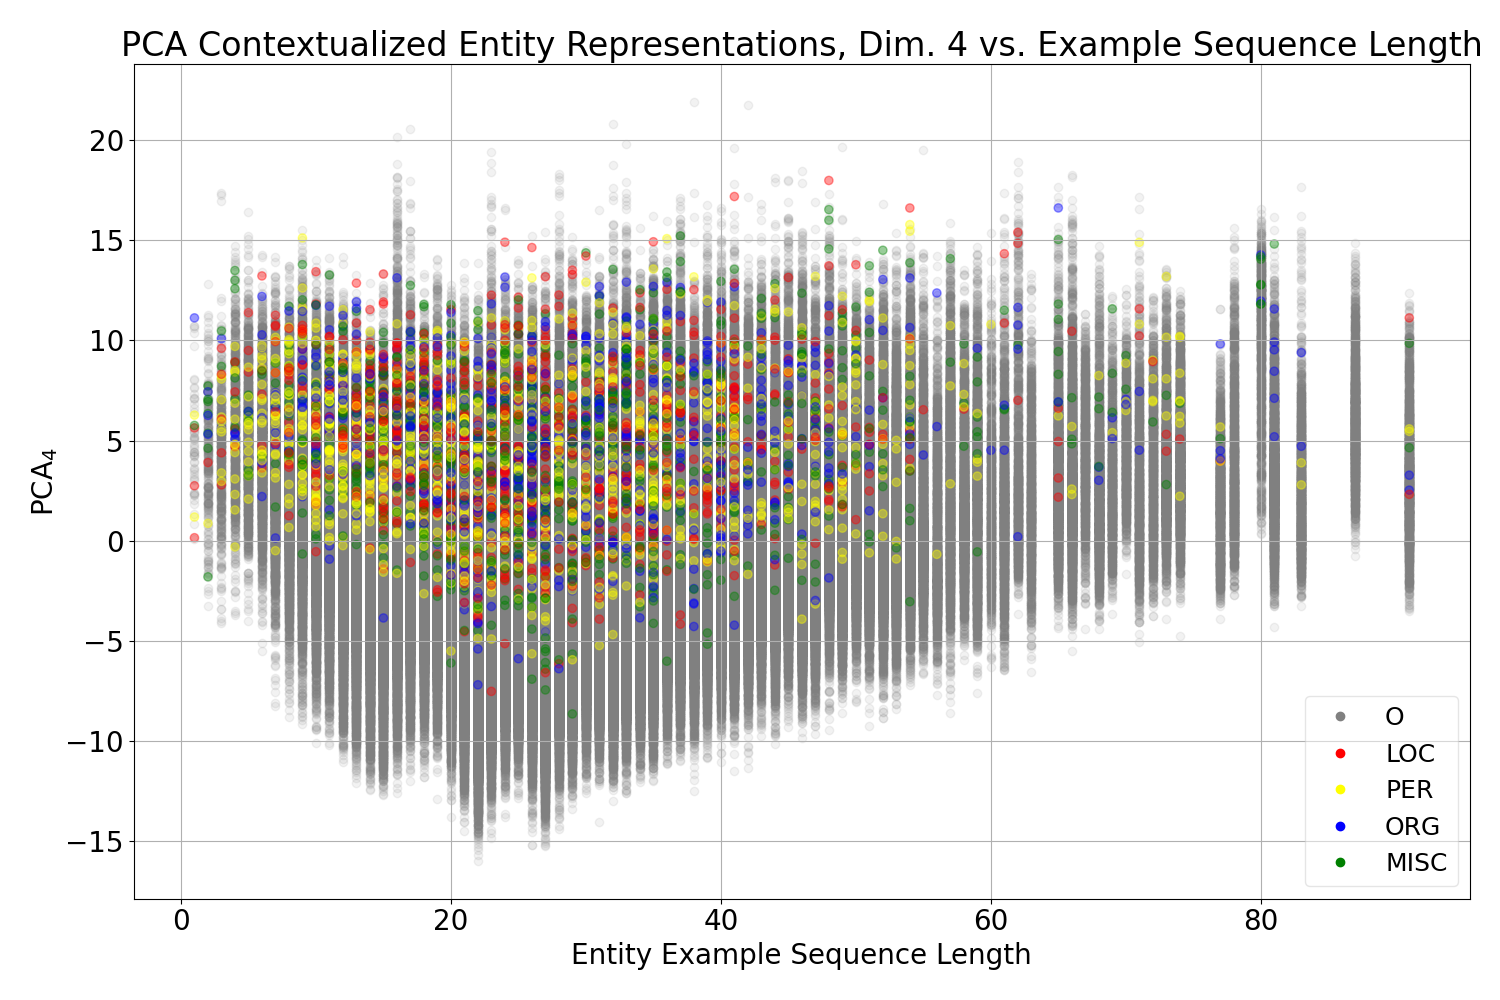 PCA Contextualized Entity Representations, Dim. 4 vs. Example Sequence Length
20
15
10
5
0
−5
−10
−15
PCA₄
0 20 40 60 80
Entity Example Sequence Length
O
LOC
PER
ORG
MISC